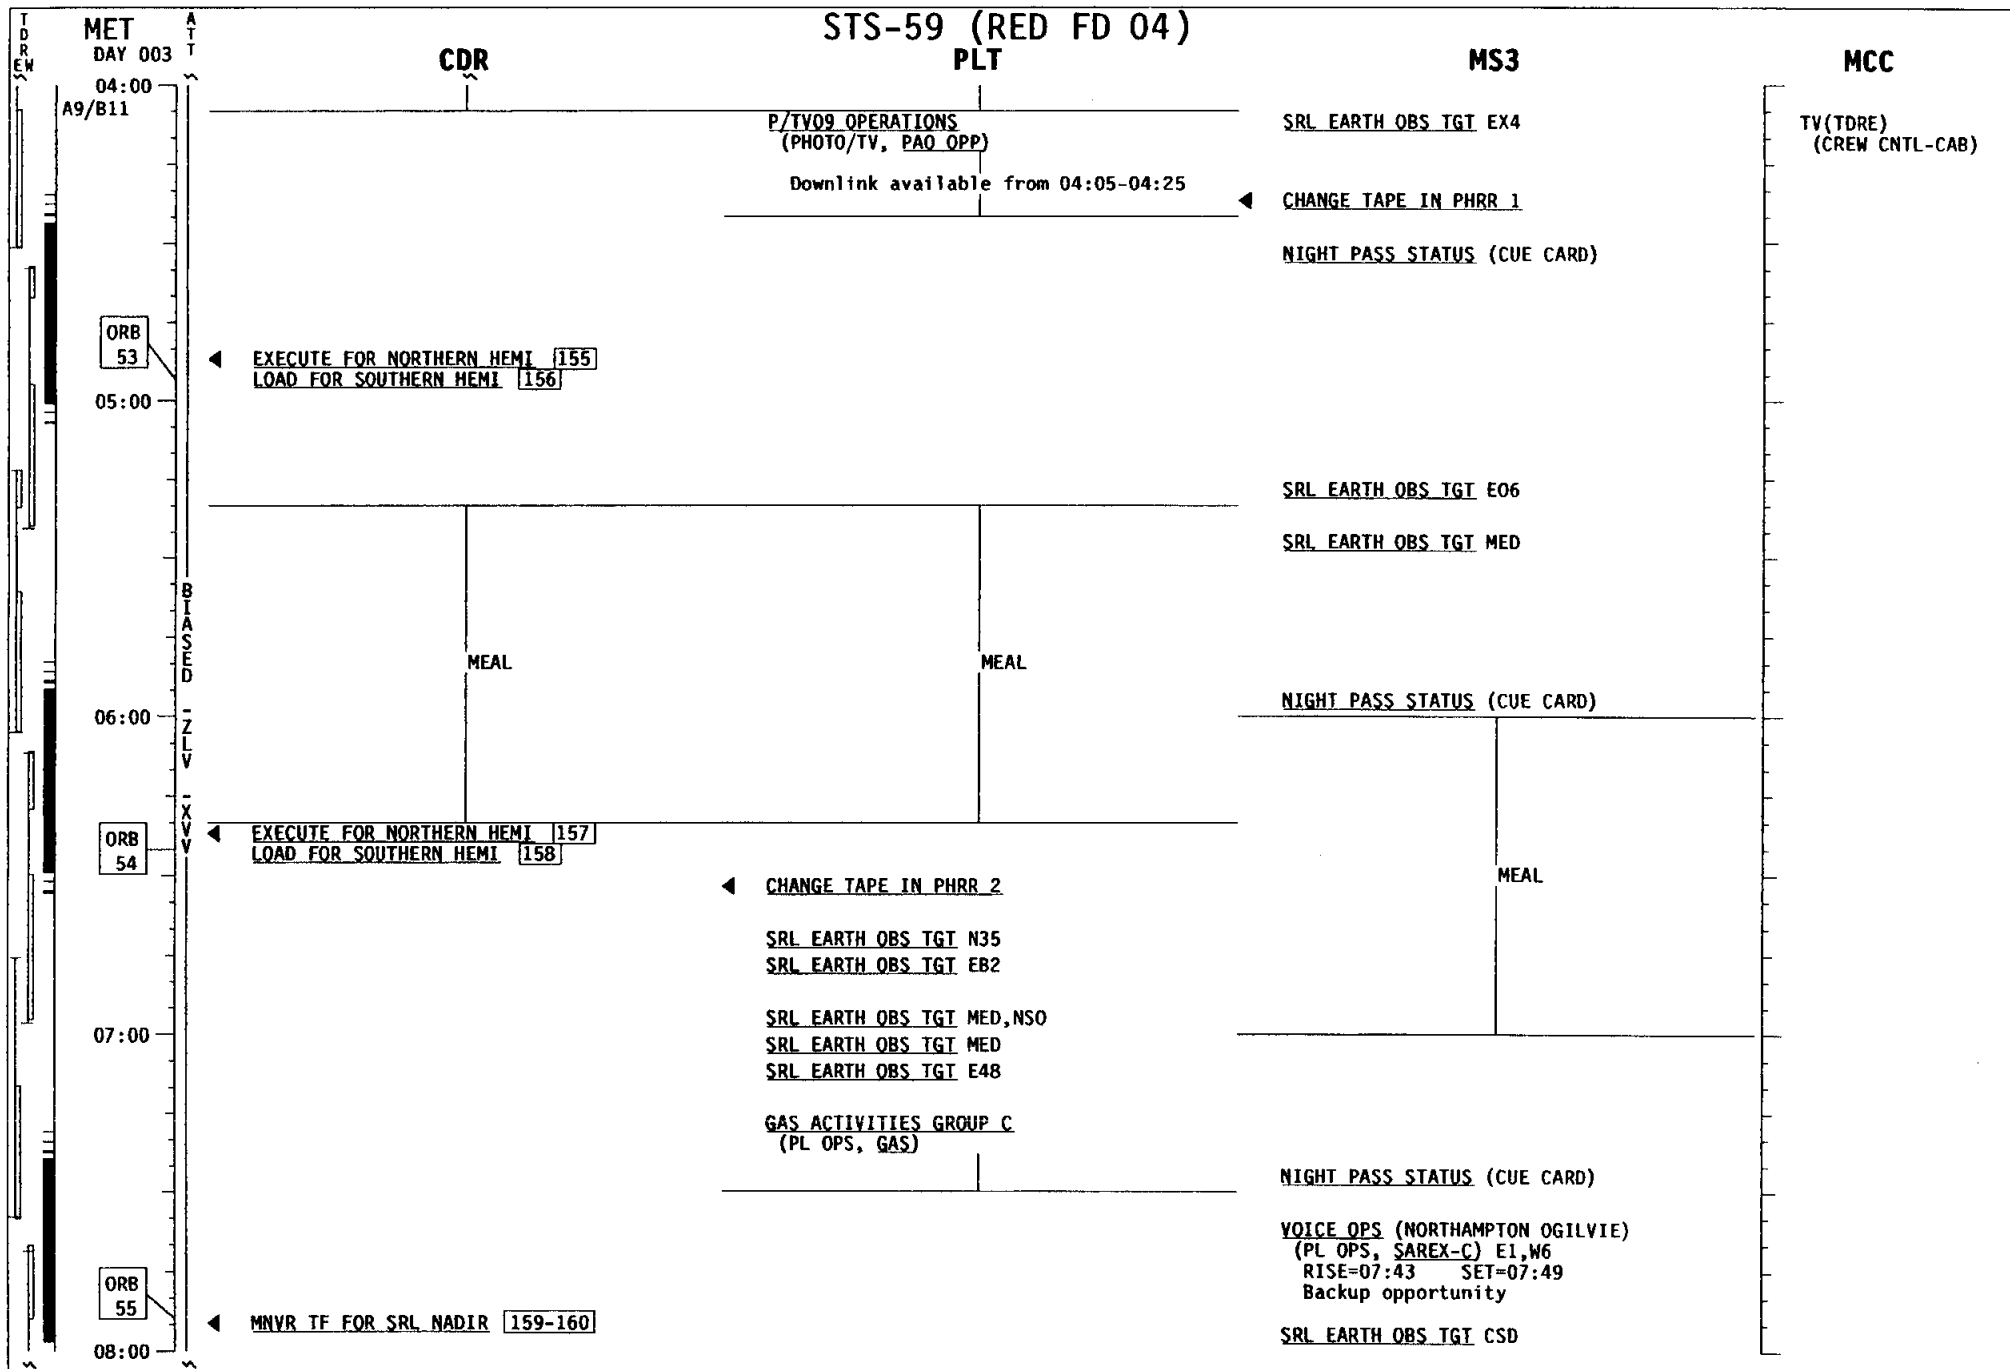 STS-59 (RED FD 04)
TDRE W
MET
DAY 003
ATT
CDR
PLT
MS3
MCC
04:00
A9/B11
P/TV09 OPERATIONS
(PHOTO/TV, PAO OPP)
Downlink available from 04:05-04:25
SRL EARTH OBS TGT EX4
TV(TDRE)
(CREW CNTL-CAB)
CHANGE TAPE IN PHRR 1
NIGHT PASS STATUS (CUE CARD)
ORB
53
EXECUTE FOR NORTHERN HEMI 155
LOAD FOR SOUTHERN HEMI 156
05:00
SRL EARTH OBS TGT E06
SRL EARTH OBS TGT MED
BIASED -ZLV -XVV
MEAL
MEAL
NIGHT PASS STATUS (CUE CARD)
06:00
ORB
54
EXECUTE FOR NORTHERN HEMI 157
LOAD FOR SOUTHERN HEMI 158
MEAL
CHANGE TAPE IN PHRR 2
SRL EARTH OBS TGT N35
SRL EARTH OBS TGT EB2
SRL EARTH OBS TGT MED,NSO
07:00
SRL EARTH OBS TGT MED
SRL EARTH OBS TGT E48
GAS ACTIVITIES GROUP C
(PL OPS, GAS)
NIGHT PASS STATUS (CUE CARD)
VOICE OPS (NORTHAMPTON OGILVIE)
(PL OPS, SAREX-C) E1,W6
RISE=07:43 SET=07:49
Backup opportunity
ORB
55
MNVR TF FOR SRL NADIR 159-160
SRL EARTH OBS TGT CSD
08:00